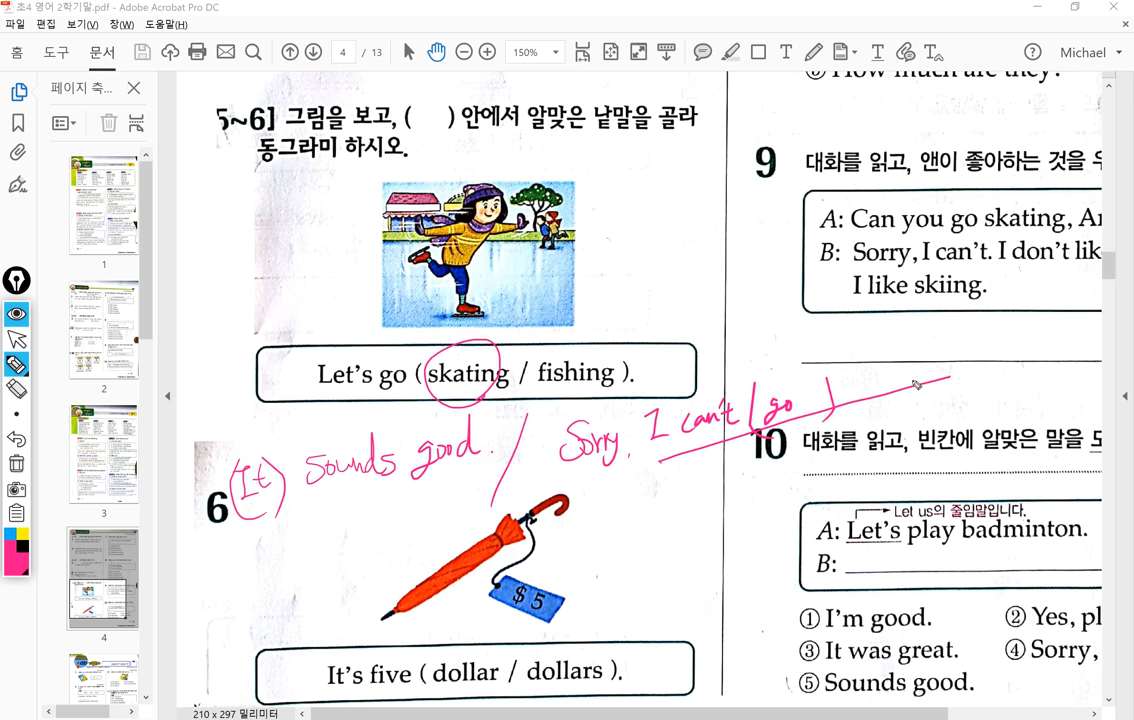 초4 영어 2학기말.pdf - Adobe Acrobat Pro DC
파일 편집 보기(V) 창(W) 도움말(H)
홈 도구 문서 4 / 13 150% Michael
페이지 축...
1
2
3
4
5~6] 그림을 보고, ( ) 안에서 알맞은 낱말을 골라
동그라미 하시오.
Let's go ( skating / fishing ).
(It) sounds good. / Sorry, I can't (go )
6
$ 5
It's five ( dollar / dollars ).
How much are they?
9 대화를 읽고, 앤이 좋아하는 것을
A: Can you go skating,
B: Sorry, I can't. I don't
I like skiing.
10 대화를 읽고, 빈칸에 알맞은 말을
Let us의 줄임말입니다.
A: Let's play badminton.
B:
① I'm good. ② Yes,
③ It was great. ④ Sorry,
⑤ Sounds good.
210 x 297 밀리미터